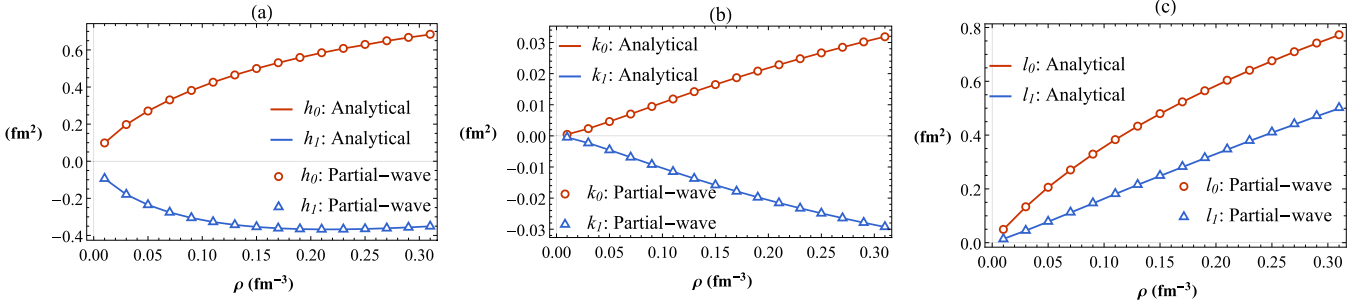 (a)
0.6
0.4
0.2
0.0
−0.2
−0.4
(fm²)
h₀: Analytical
h₁: Analytical
h₀: Partial−wave
h₁: Partial−wave
0.00 0.05 0.10 0.15 0.20 0.25 0.30
ρ (fm⁻³)
(b)
0.03
0.02
0.01
0.00
−0.01
−0.02
−0.03
(fm²)
k₀: Analytical
k₁: Analytical
k₀: Partial−wave
k₁: Partial−wave
0.00 0.05 0.10 0.15 0.20 0.25 0.30
ρ (fm⁻³)
(c)
0.8
0.6
0.4
0.2
0.0
(fm²)
l₀: Analytical
l₁: Analytical
l₀: Partial−wave
l₁: Partial−wave
0.00 0.05 0.10 0.15 0.20 0.25 0.30
ρ (fm⁻³)